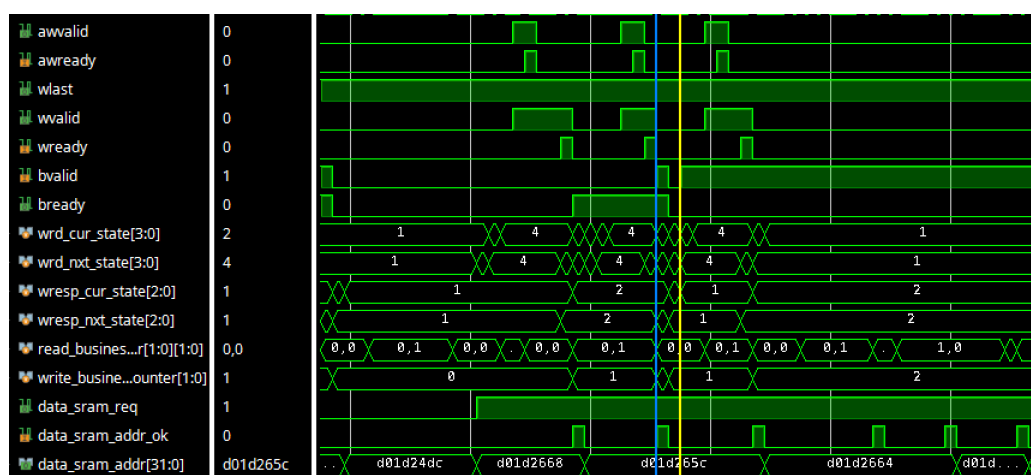 awvalid 0
awready 0
wlast 1
wvalid 0
wready 0
bvalid 1
bready 0
wrd_cur_state[3:0] 2 1 4 4 4 1
wrd_nxt_state[3:0] 4 1 4 4 4 1
wresp_cur_state[2:0] 1 1 2 1 2
wresp_nxt_state[2:0] 1 1 2 1 2
read_busines...r[1:0][1:0] 0,0 0,0 0,1 0,0 . 0,0 0,1 0,0 0,1 0,0 0,1 . 1,0
write_busine...ounter[1:0] 1 0 1 1 2
data_sram_req 1
data_sram_addr_ok 0
data_sram_addr[31:0] d01d265c .. d01d24dc d01d2668 d01d265c d01d2664 d01d...